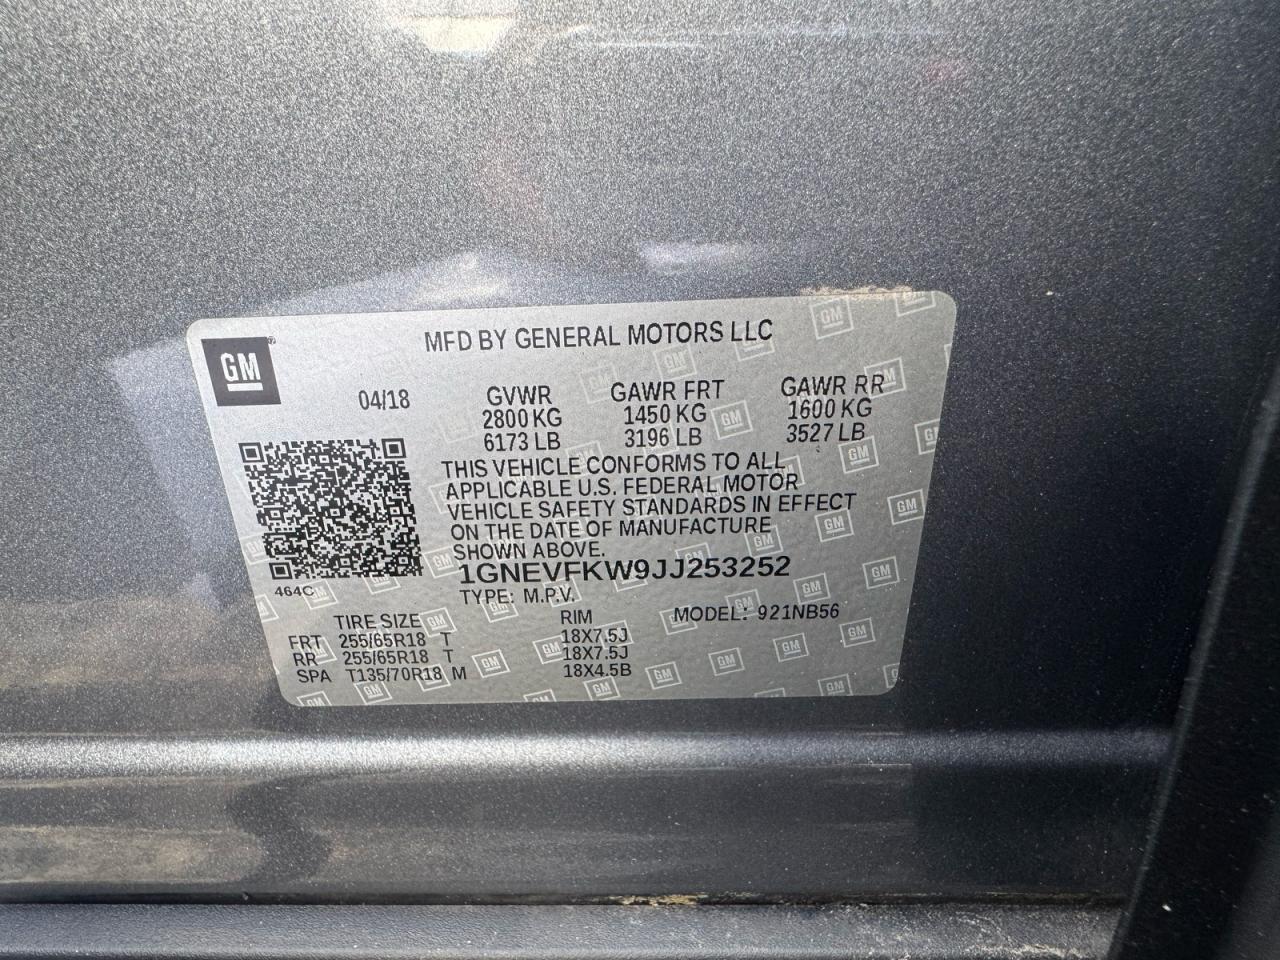 MFD BY GENERAL MOTORS LLC
GM
04/18 GVWR GAWR FRT GAWR RR
2800 KG 1450 KG 1600 KG
6173 LB 3196 LB 3527 LB
THIS VEHICLE CONFORMS TO ALL
APPLICABLE U.S. FEDERAL MOTOR
VEHICLE SAFETY STANDARDS IN EFFECT
ON THE DATE OF MANUFACTURE
SHOWN ABOVE.
1GNEVFKW9JJ253252
464C
TYPE: M.P.V. MODEL: 921NB56
TIRE SIZE RIM
FRT 255/65R18 T 18X7.5J
RR 255/65R18 T 18X7.5J
SPA T135/70R18 M 18X4.5B